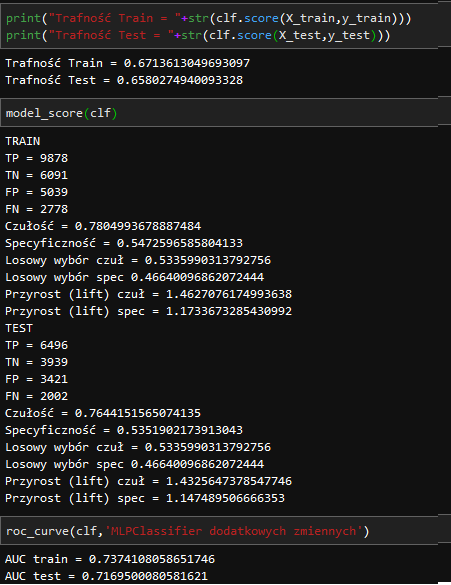 print("Trafność Train = "+str(clf.score(X_train,y_train)))
print("Trafność Test = "+str(clf.score(X_test,y_test)))
Trafność Train = 0.6713613049693097
Trafność Test = 0.6580274940093328
model_score(clf)
TRAIN
TP = 9878
TN = 6091
FP = 5039
FN = 2778
Czułość = 0.7804993678887484
Specyficzność = 0.5472596585804133
Losowy wybór czuł = 0.5335990313792756
Losowy wybór spec 0.46640096862072444
Przyrost (lift) czuł = 1.4627076174993638
Przyrost (lift) spec = 1.1733673285430992
TEST
TP = 6496
TN = 3939
FP = 3421
FN = 2002
Czułość = 0.7644151565074135
Specyficzność = 0.5351902173913043
Losowy wybór czuł = 0.5335990313792756
Losowy wybór spec 0.46640096862072444
Przyrost (lift) czuł = 1.4325647378547746
Przyrost (lift) spec = 1.147489506666353
roc_curve(clf,'MLPClassifier dodatkowych zmiennych')
AUC train = 0.7374108058651746
AUC test = 0.7169500080581621